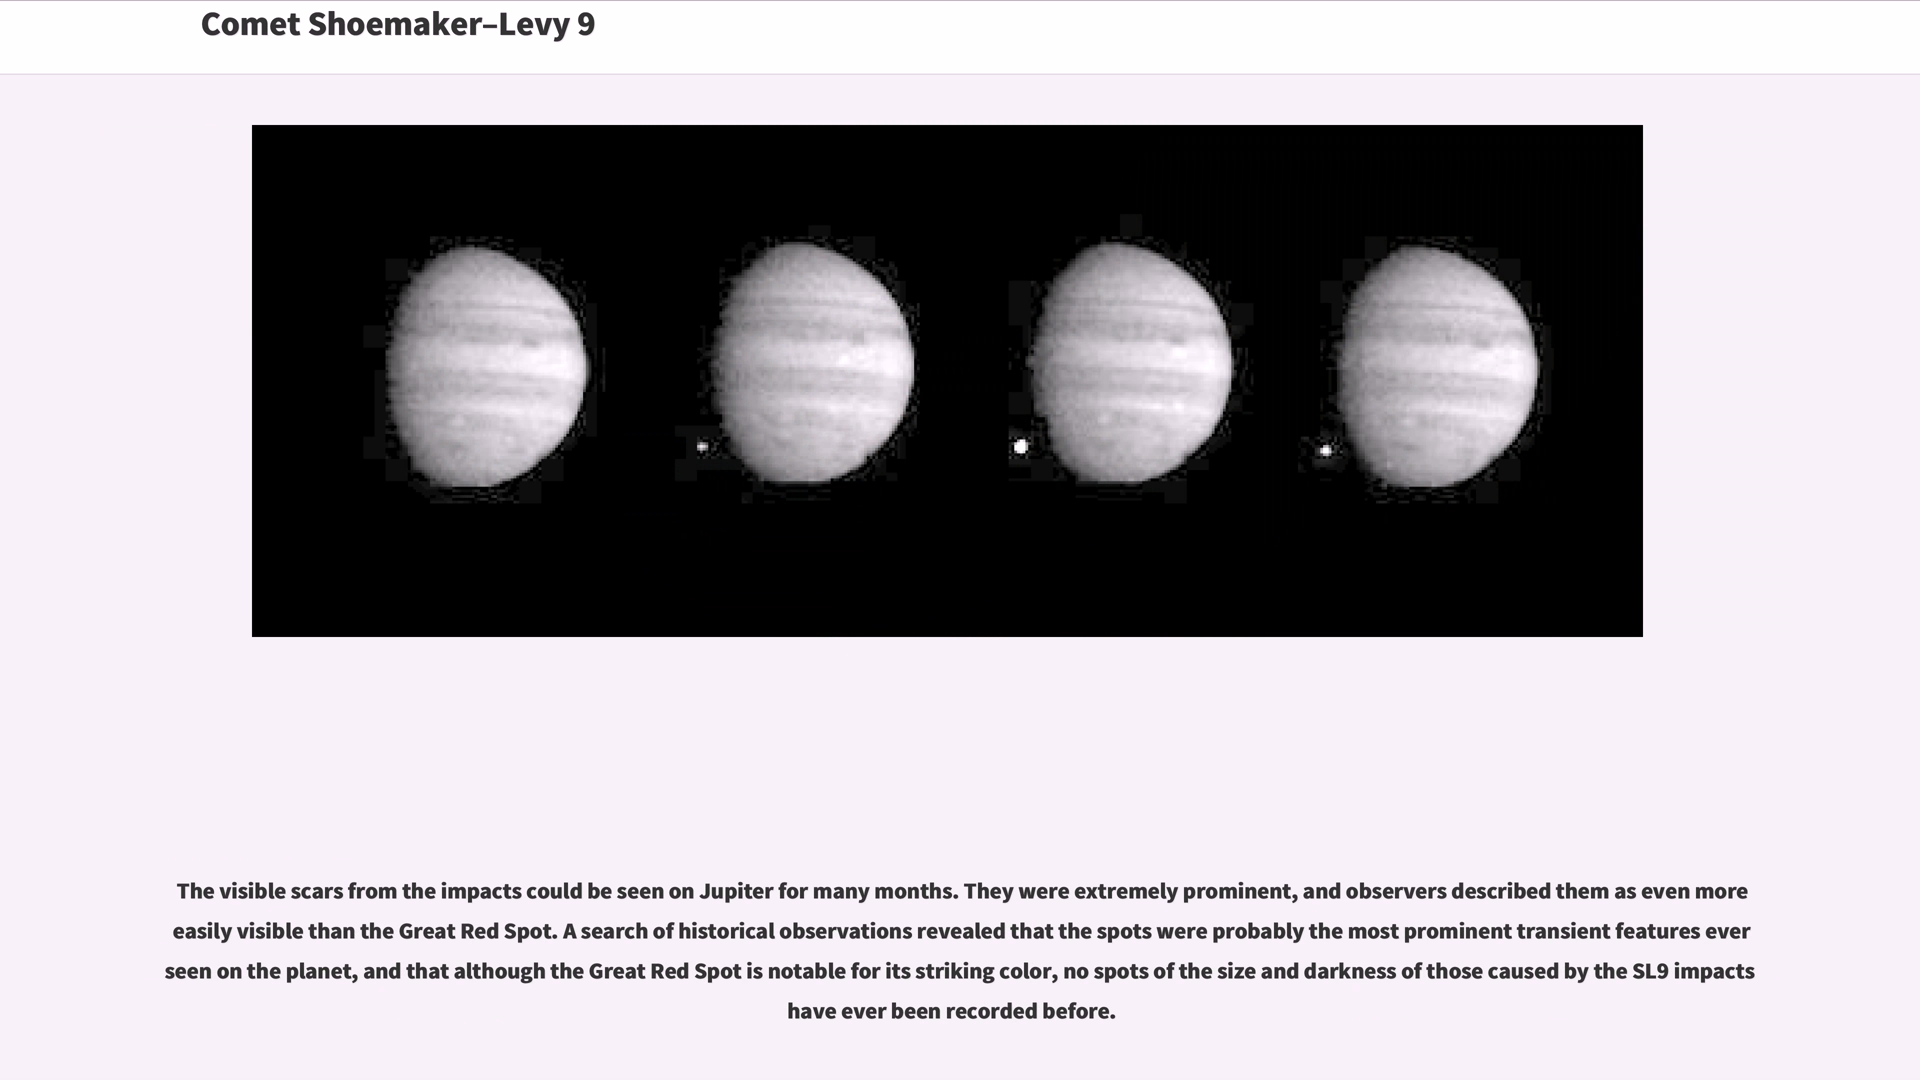 Comet Shoemaker–Levy 9
The visible scars from the impacts could be seen on Jupiter for many months. They were extremely prominent, and observers described them as even more
easily visible than the Great Red Spot. A search of historical observations revealed that the spots were probably the most prominent transient features ever
seen on the planet, and that although the Great Red Spot is notable for its striking color, no spots of the size and darkness of those caused by the SL9 impacts
have ever been recorded before.